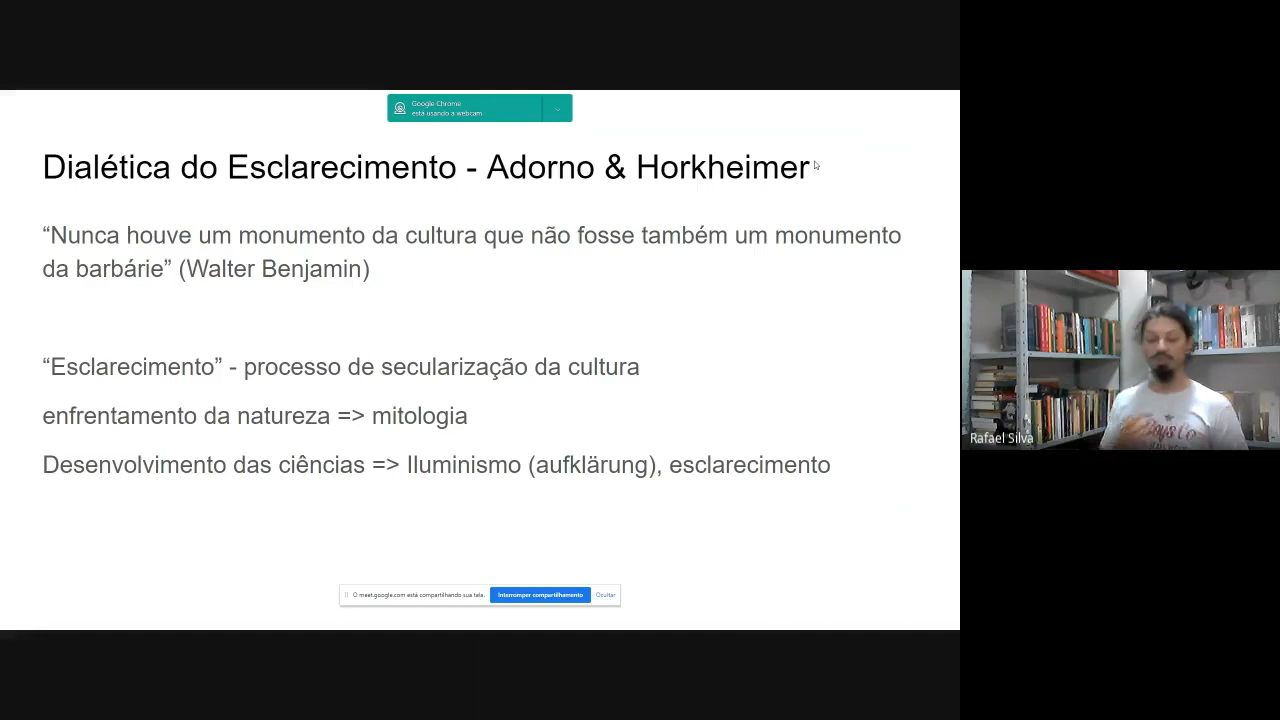 Google Chrome
está usando a webcam
Dialética do Esclarecimento - Adorno & Horkheimer
“Nunca houve um monumento da cultura que não fosse também um monumento
da barbárie” (Walter Benjamin)
“Esclarecimento” - processo de secularização da cultura
enfrentamento da natureza => mitologia
Desenvolvimento das ciências => Iluminismo (aufklärung), esclarecimento
Rafael Silva
O meet.google.com está compartilhando sua tela. Interromper compartilhamento Ocultar